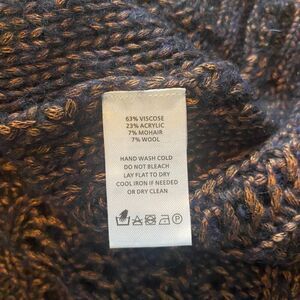 63% VISCOSE
23% ACRYLIC
7% MOHAIR
7% WOOL
HAND WASH COLD
DO NOT BLEACH
LAY FLAT TO DRY
COOL IRON IF NEEDED
OR DRY CLEAN